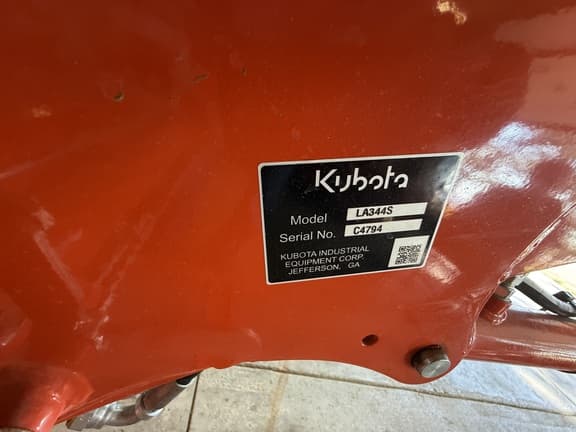 Kubota
Model LA344S
Serial No. C4794
KUBOTA INDUSTRIAL
EQUIPMENT CORP.
JEFFERSON, GA